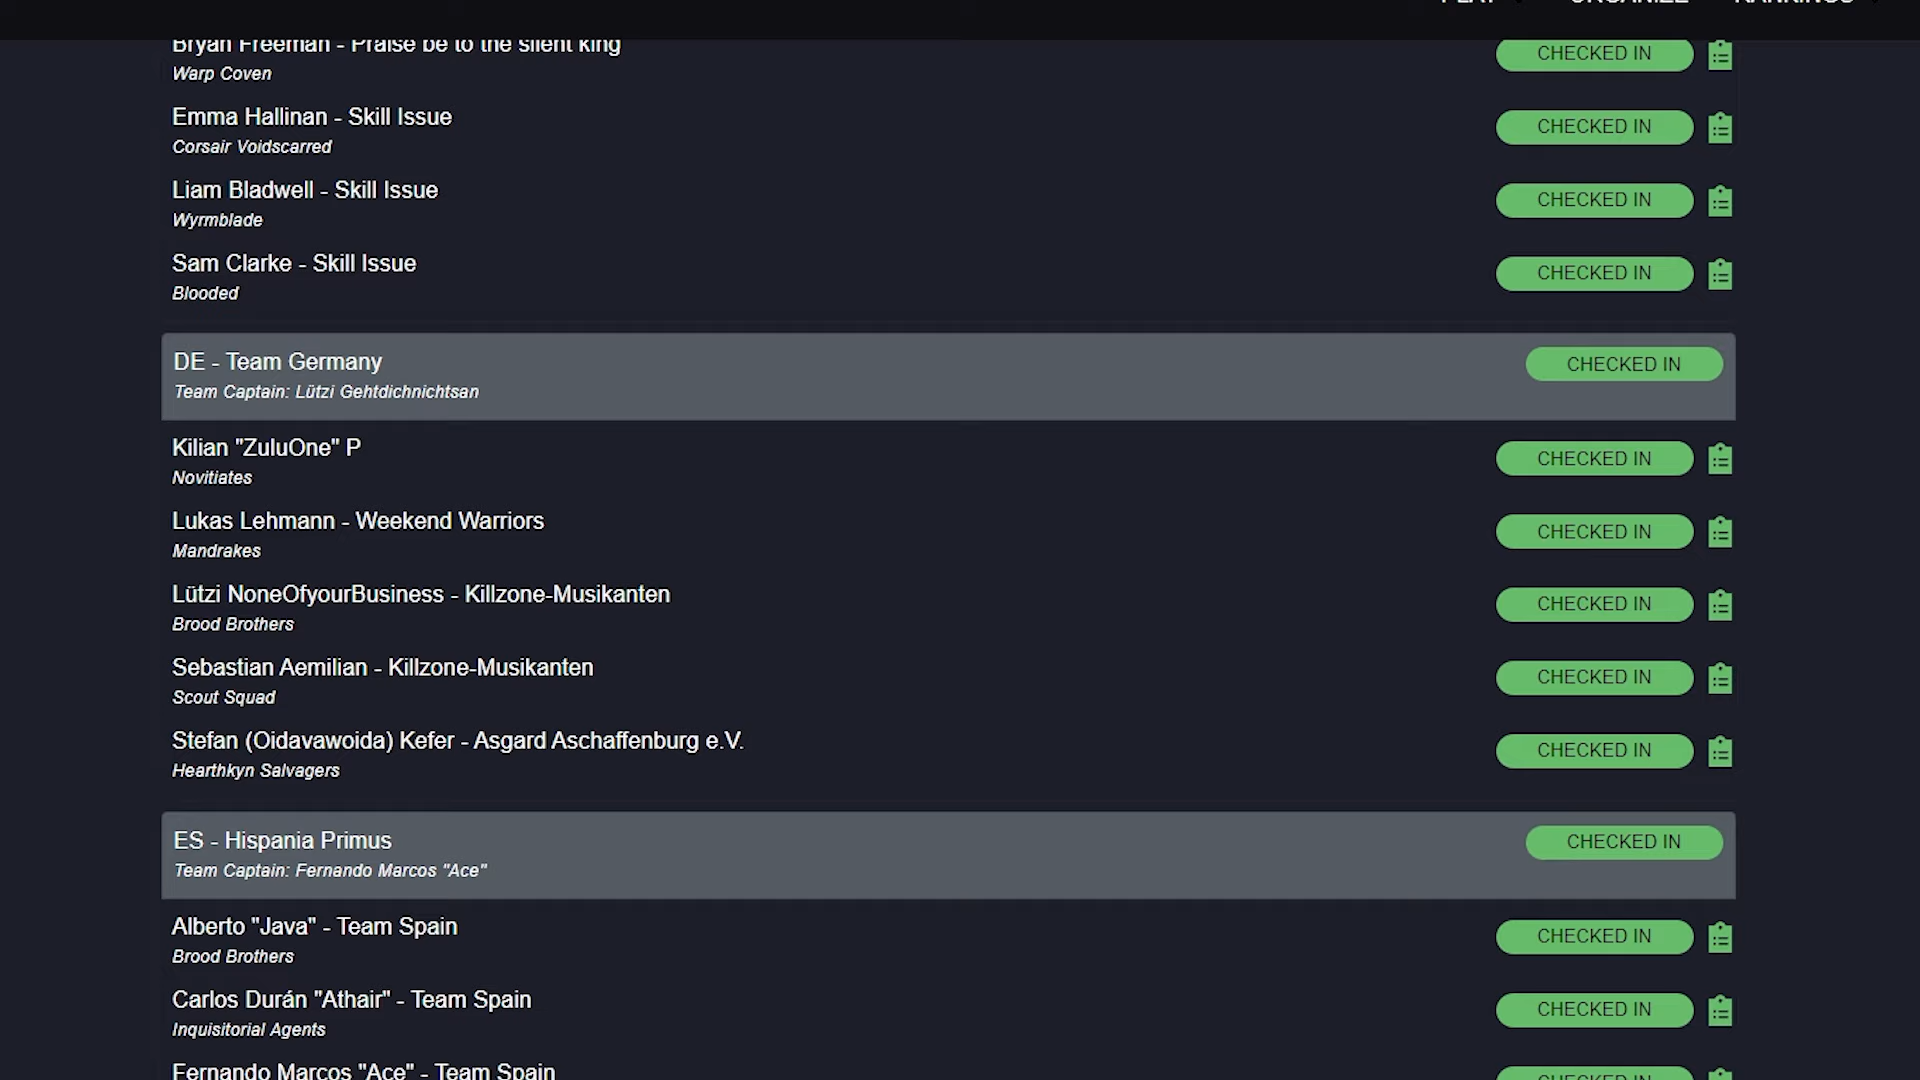 PLAY ORGANIZE RANKINGS
Bryan Freeman - Praise be to the silent king
CHECKED IN
Warp Coven
Emma Hallinan - Skill Issue
CHECKED IN
Corsair Voidscarred
Liam Bladwell - Skill Issue
CHECKED IN
Wyrmblade
Sam Clarke - Skill Issue
CHECKED IN
Blooded
DE - Team Germany
CHECKED IN
Team Captain: Lützi Gehtdichnichtsan
Kilian "ZuluOne" P
CHECKED IN
Novitiates
Lukas Lehmann - Weekend Warriors
CHECKED IN
Mandrakes
Lützi NoneOfyourBusiness - Killzone-Musikanten
CHECKED IN
Brood Brothers
Sebastian Aemilian - Killzone-Musikanten
CHECKED IN
Scout Squad
Stefan (Oidavawoida) Kefer - Asgard Aschaffenburg e.V.
CHECKED IN
Hearthkyn Salvagers
ES - Hispania Primus
CHECKED IN
Team Captain: Fernando Marcos "Ace"
Alberto "Java" - Team Spain
CHECKED IN
Brood Brothers
Carlos Durán "Athair" - Team Spain
CHECKED IN
Inquisitorial Agents
Fernando Marcos "Ace" - Team Spain
CHECKED IN